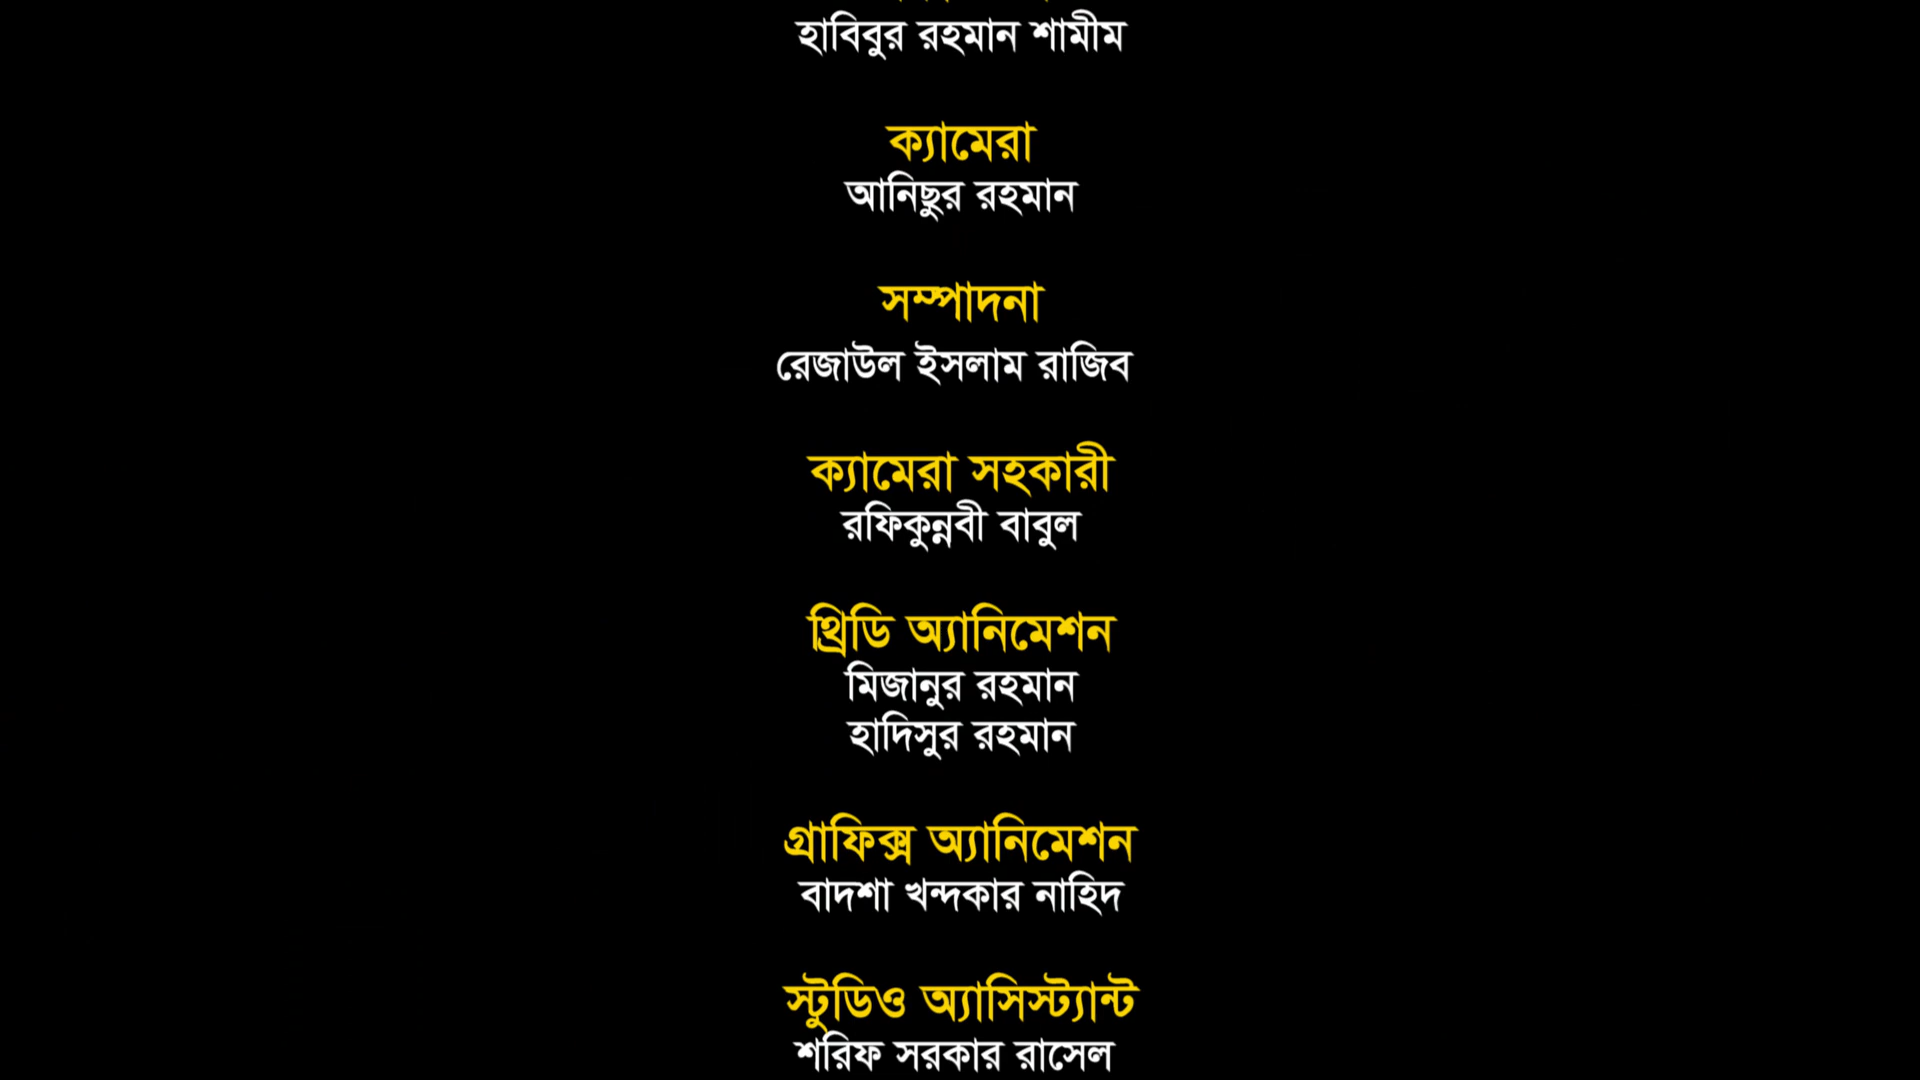 হাবিবুর রহমান শামীম
ক্যামেরা
আনিছুর রহমান
সম্পাদনা
রেজাউল ইসলাম রাজিব
ক্যামেরা সহকারী
রফিকুন্নবী বাবুল
থ্রিডি অ্যানিমেশন
মিজানুর রহমান
হাদিসুর রহমান
গ্রাফিক্স অ্যানিমেশন
বাদশা খন্দকার নাহিদ
স্টুডিও অ্যাসিস্ট্যান্ট
শরিফ সরকার রাসেল